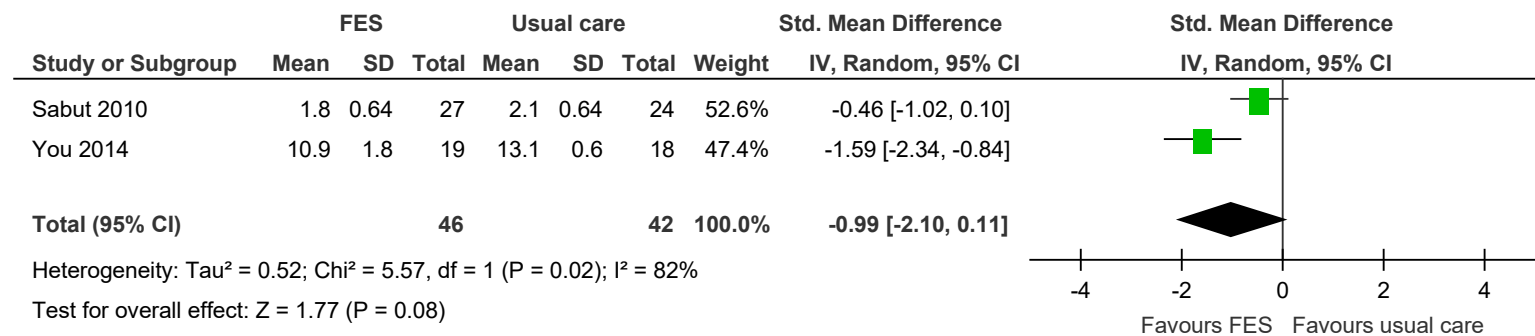 FES Usual care Std. Mean Difference Std. Mean Difference
Study or Subgroup Mean SD Total Mean SD Total Weight IV, Random, 95% CI IV, Random, 95% CI
Sabut 2010 1.8 0.64 27 2.1 0.64 24 52.6% -0.46 [-1.02, 0.10]
You 2014 10.9 1.8 19 13.1 0.6 18 47.4% -1.59 [-2.34, -0.84]
Total (95% CI) 46 42 100.0% -0.99 [-2.10, 0.11]
Heterogeneity: Tau² = 0.52; Chi² = 5.57, df = 1 (P = 0.02); I² = 82%
Test for overall effect: Z = 1.77 (P = 0.08)
-4 -2 0 2 4
Favours FES Favours usual care